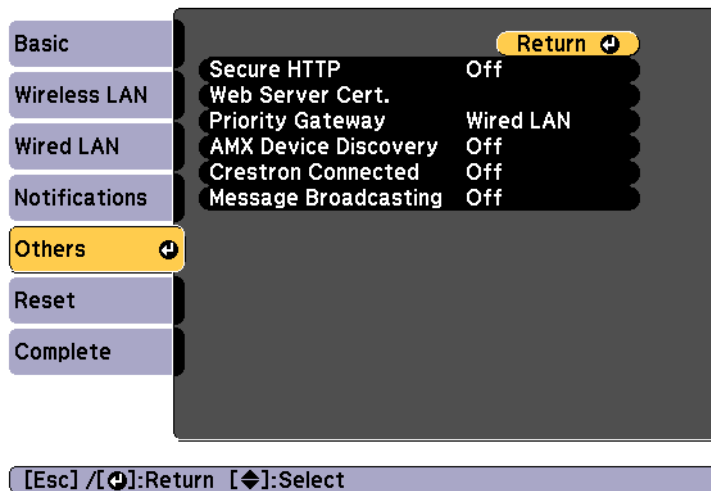 Basic
Wireless LAN
Wired LAN
Notifications
Others
Reset
Complete
Return
Secure HTTP Off
Web Server Cert.
Priority Gateway Wired LAN
AMX Device Discovery Off
Crestron Connected Off
Message Broadcasting Off
[Esc] /[⏎]:Return [◆]:Select